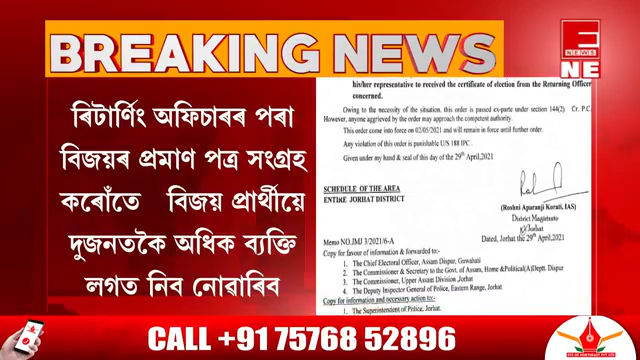 BREAKING NEWS
E
NEWS
NE
ৰিটাৰ্ণিং অফিচাৰৰ পৰা
বিজয়ৰ প্ৰমাণ পত্ৰ সংগ্ৰহ
কৰোঁতে বিজয় প্ৰাৰ্থীয়ে
দুজনতকৈ অধিক ব্যক্তি
লগত নিব নোৱাৰিব
his/her representative to received the certificate of election from the Returning Officer
concerned.
Owing to the necessity of the situation, this order is passed ex-parte under section 144(2) Cr. P.C.
However, anyone aggrieved by the order may approach the competent authority.
This order come into force on 02/05/2021 and will remain in force until further order.
Any violation of this order is punishable U/S 188 IPC.
Given under my hand & seal of this day of the 29th April, 2021
SCHEDULE OF THE AREA
ENTIRE JORHAT DISTRICT
(Roshni Aparanji Korati, IAS)
District Magistrate
Jorhat
Memo NO.JMJ 3/2021/6-A
Dated, Jorhat the 29th April, 2021
Copy for favour of information & forwarded to:-
1. The Chief Electoral Officer, Assam Dispur, Guwahati
2. The Commissioner & Secretary to the Govt. of Assam, Home &Political(A)Deptt. Dispur
3. The Commissioner, Upper Assam Division ,Jorhat
4. The Deputy Inspector General of Police, Eastern Range, Jorhat
Copy for information and necessary action to:-
1. The Superintendent of Police, Jorhat.
CALL +91 75768 52896
EYE OF NORTHEAST PVT. LTD